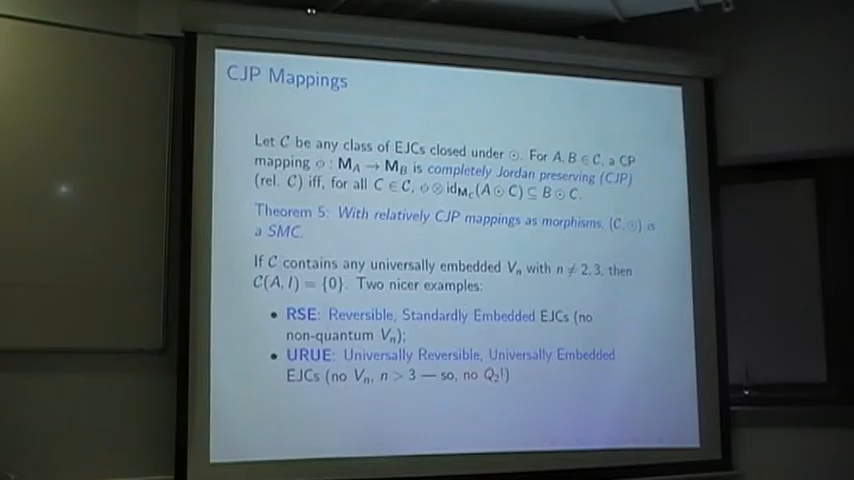 CJP Mappings
Let C be any class of EJCs closed under ⊙. For A, B ∈ C, a CP
mapping φ : M_A → M_B is completely Jordan preserving (CJP)
(rel. C) iff, for all C ∈ C, φ ⊗ id_{M_C}(A ⊙ C) ⊆ B ⊙ C.
Theorem 5: With relatively CJP mappings as morphisms, (C, ⊙) is
a SMC.
If C contains any universally embedded V_n with n ≠ 2, 3, then
C(A, I) = {0}. Two nicer examples:
• RSE: Reversible, Standardly Embedded EJCs (no
non-quantum V_n);
• URUE: Universally Reversible, Universally Embedded
EJCs (no V_n, n > 3 — so, no Q_2!)